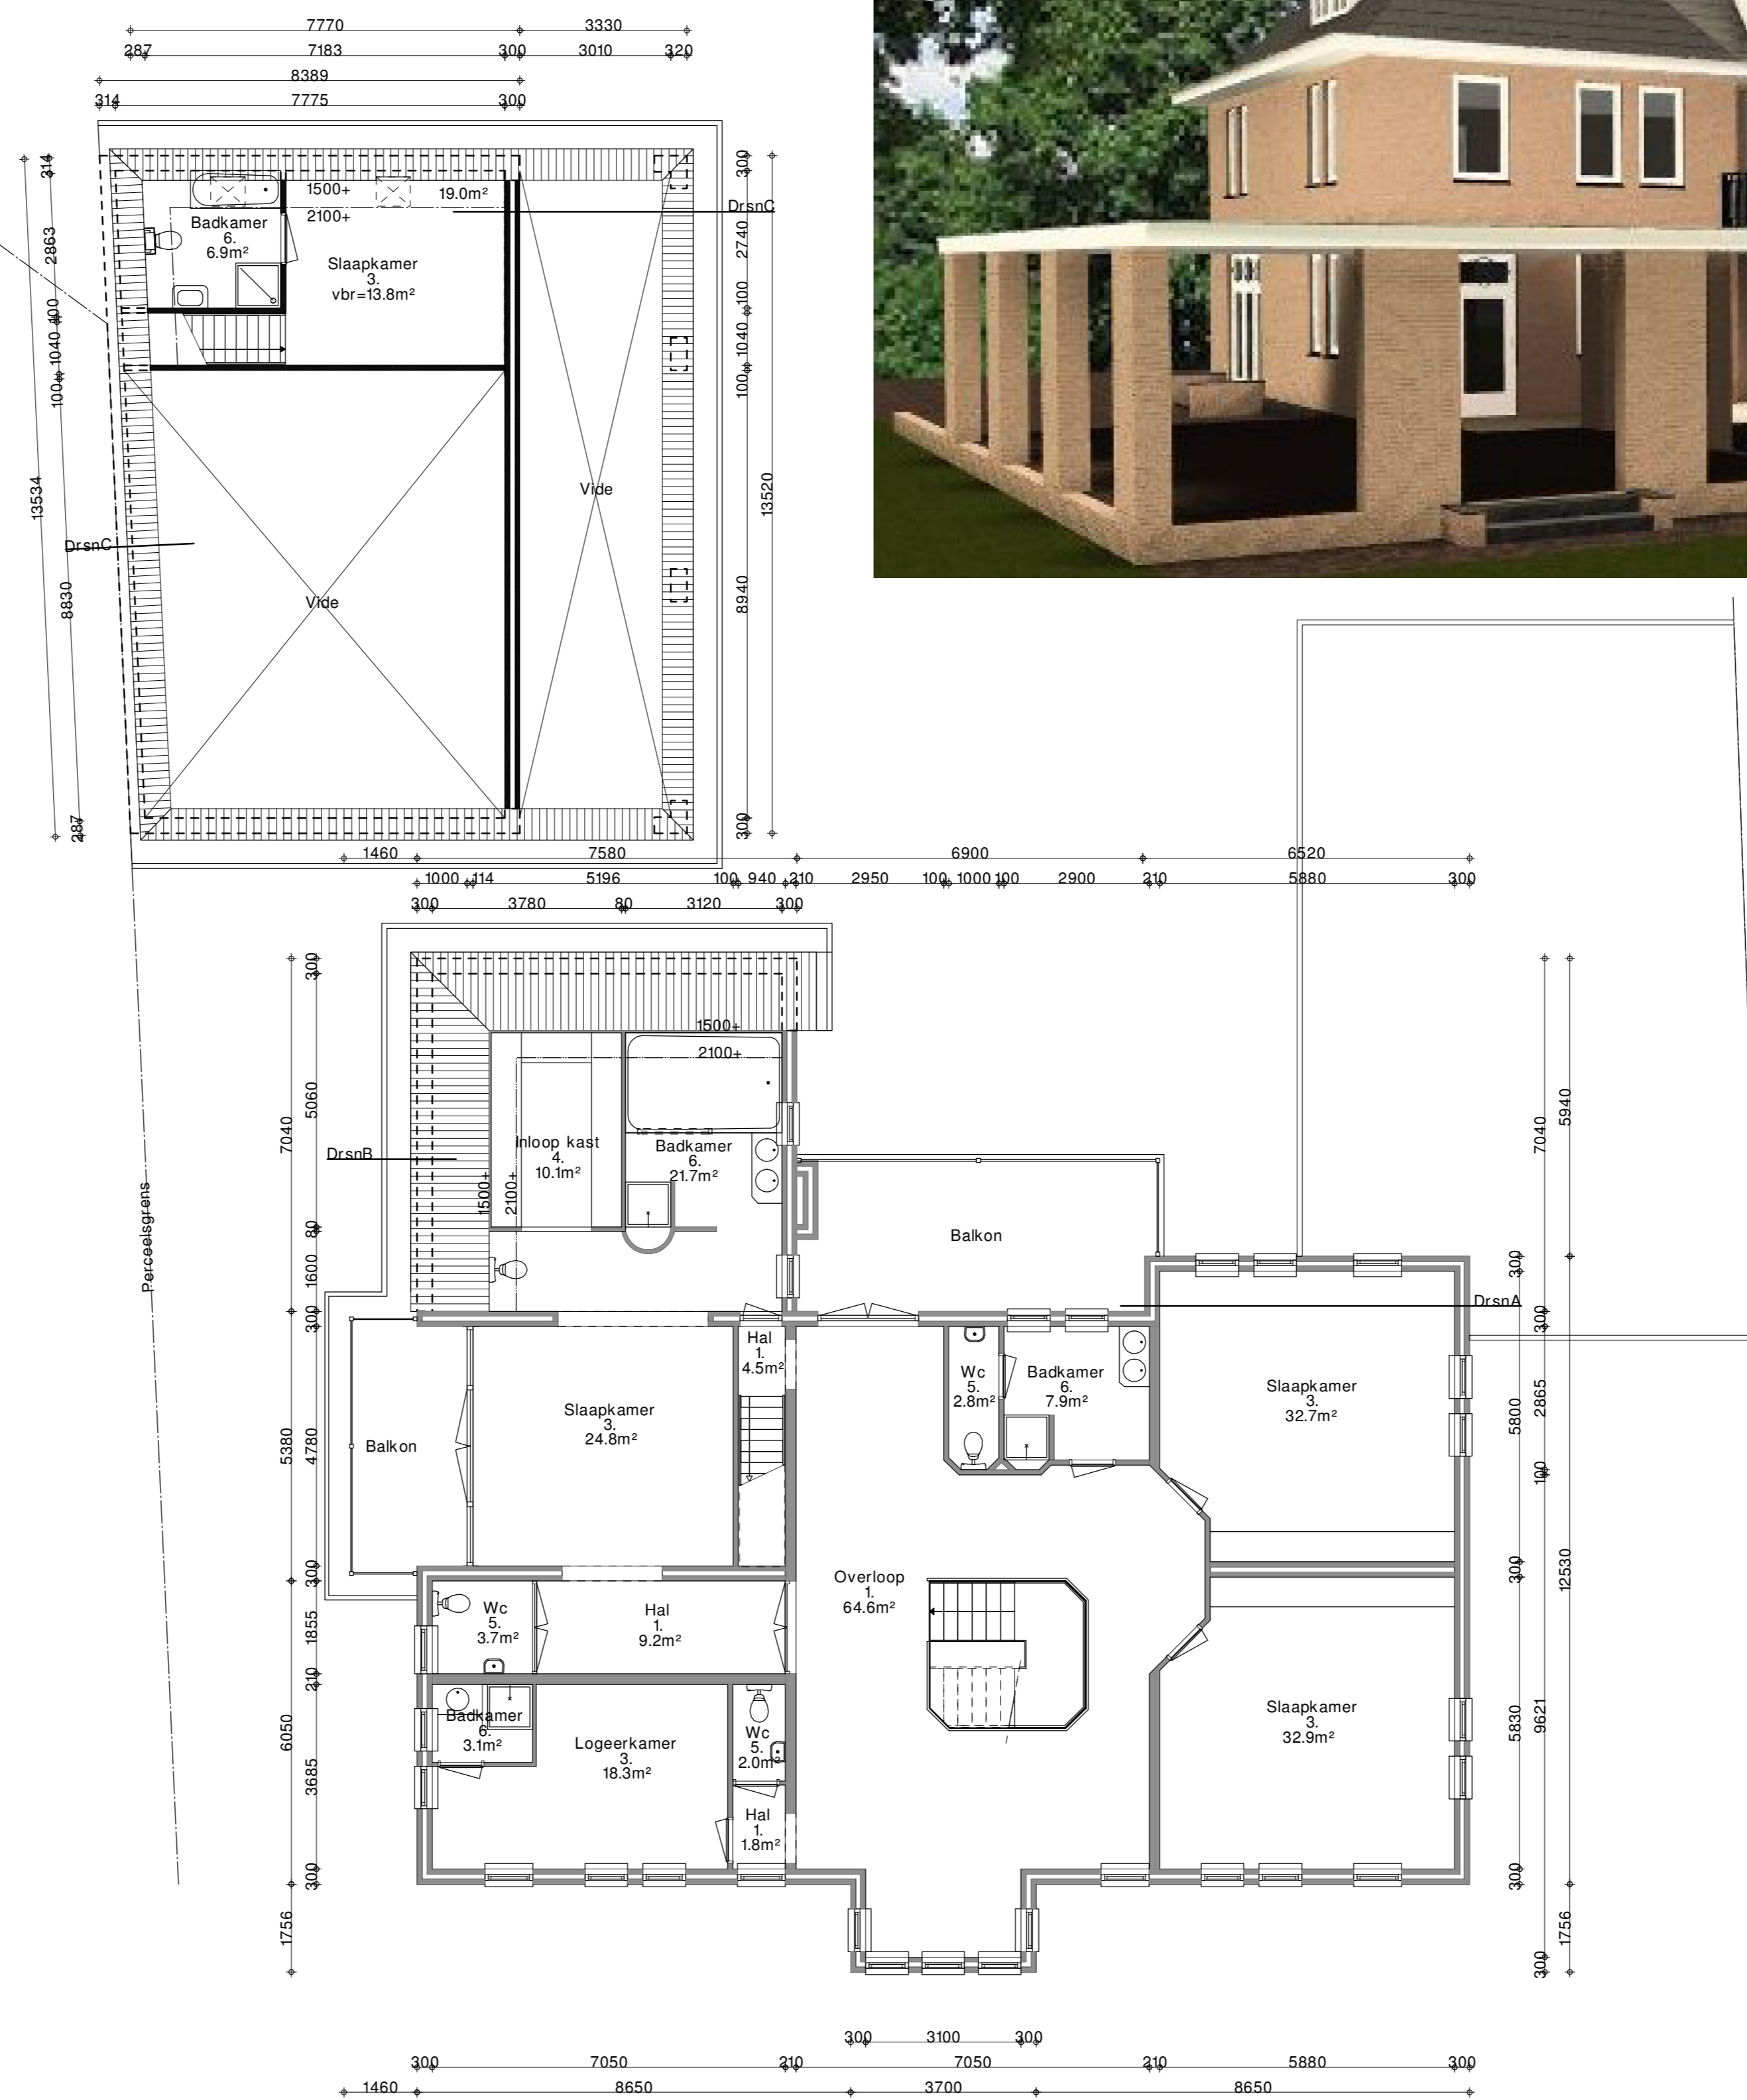 7770 3330
287 7183 300 3010 320
8389
314 7775 300
314
2863
100
1040
100
13534
8830
287
300
2740
100
1040
100
13520
8940
300
1500+
19.0m²
2100+
DrsnC
Badkamer
6.
6.9m²
Slaapkamer
3.
vbr=13.8m²
Vide
DrsnC
Vide
1460 7580 6900 6520
1000 114 5196 100 940 210 2950 100 1000 100 2900 210 5880 300
300 3780 80 3120 300
300
5060
7040
80
1600
300
5380
4780
300
1855
210
6050
3685
300
1756
Parceelsgrens
1500+
2100+
Inloop kast
4.
10.1m²
Badkamer
6.
21.7m²
DrsnB
1500+
2100+
Balkon
DrsnA
Hal
1.
4.5m²
Wc
5.
2.8m²
Badkamer
6.
7.9m²
Slaapkamer
3.
32.7m²
Slaapkamer
3.
24.8m²
Balkon
Overloop
1.
64.6m²
Wc
5.
3.7m²
Hal
1.
9.2m²
Badkamer
6.
3.1m²
Logeerkamer
3.
18.3m²
Wc
5.
2.0m²
Hal
1.
1.8m²
Slaapkamer
3.
32.9m²
5940
7040
300
300
2865
5800
100
300
12530
9621
5830
300
1756
300
300 3100 300
300 7050 210 7050 210 5880 300
1460 8650 3700 8650